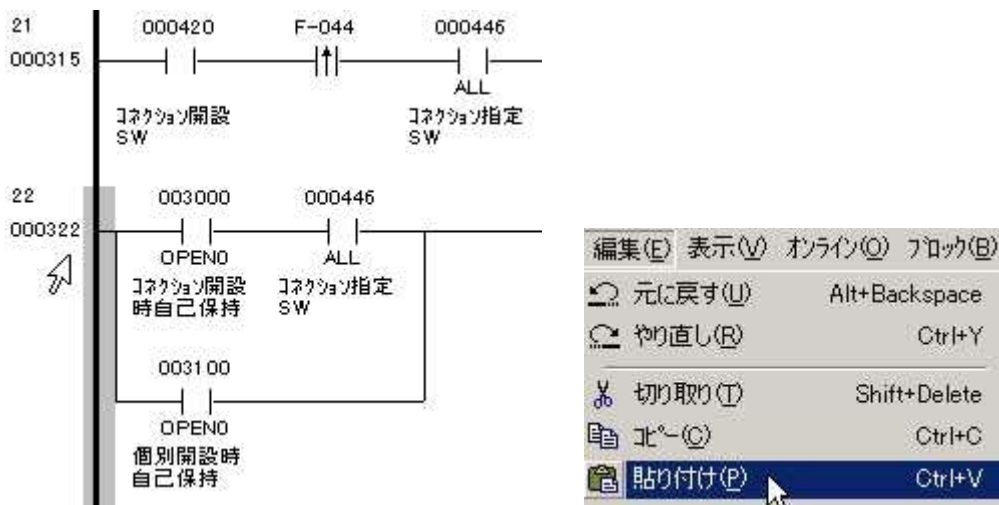 21
000420 F-044 000446
000315
ALL
ｺﾈｸｼｮﾝ開設 ｺﾈｸｼｮﾝ指定
SW SW
22
003000 000446
000322
OPEN0 ALL
ｺﾈｸｼｮﾝ開設 ｺﾈｸｼｮﾝ指定
時自己保持 SW
003100
OPEN0
個別開設時
自己保持
編集(E) 表示(V) ｵﾝﾗｲﾝ(O) ﾌﾞﾛｯｸ(B)
元に戻す(U) Alt+Backspace
やり直し(R) Ctrl+Y
切り取り(T) Shift+Delete
ｺﾋﾟｰ(C) Ctrl+C
貼り付け(P) Ctrl+V